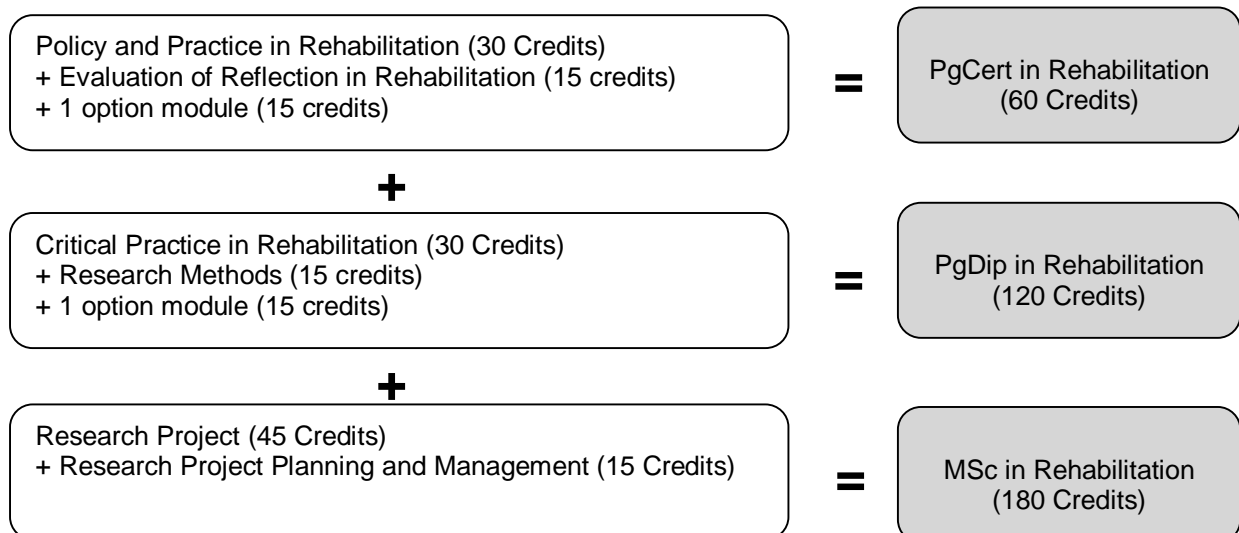 Policy and Practice in Rehabilitation (30 Credits)
+ Evaluation of Reflection in Rehabilitation (15 credits)
+ 1 option module (15 credits)
=
PgCert in Rehabilitation
(60 Credits)
+
Critical Practice in Rehabilitation (30 Credits)
+ Research Methods (15 credits)
+ 1 option module (15 credits)
=
PgDip in Rehabilitation
(120 Credits)
+
Research Project (45 Credits)
+ Research Project Planning and Management (15 Credits)
=
MSc in Rehabilitation
(180 Credits)